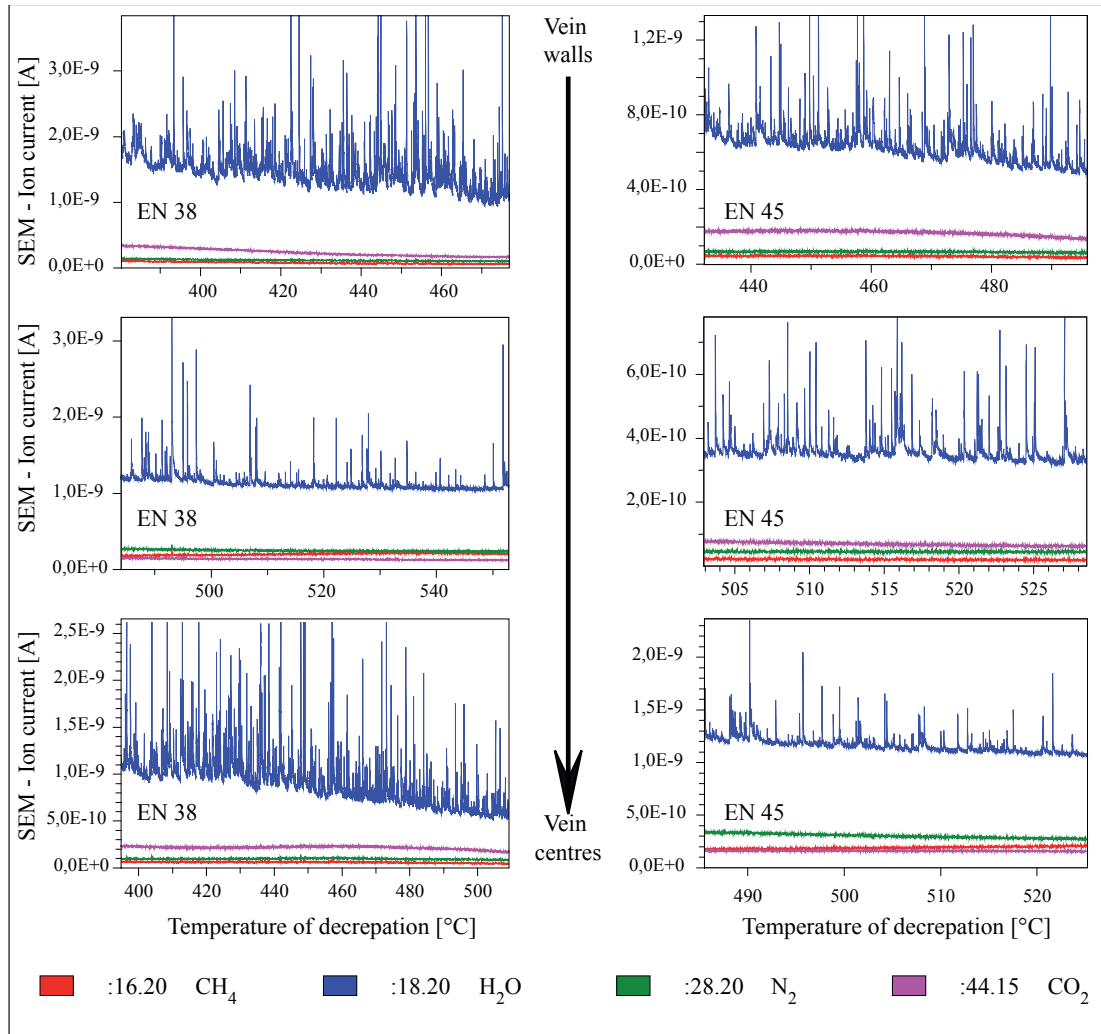 Vein
walls
SEM - Ion current [A]
3,0E-9
2,0E-9
1,0E-9
0,0E+0
EN 38
400
420
440
460
1,2E-9
8,0E-10
4,0E-10
0,0E+0
EN 45
440
460
480
SEM - Ion current [A]
3,0E-9
2,0E-9
1,0E-9
0,0E+0
EN 38
500
520
540
6,0E-10
4,0E-10
2,0E-10
EN 45
505
510
515
520
525
SEM - Ion current [A]
2,5E-9
2,0E-9
1,5E-9
1,0E-9
5,0E-10
0,0E+0
EN 38
400
420
440
460
480
500
Vein
centres
2,0E-9
1,5E-9
1,0E-9
5,0E-10
0,0E+0
EN 45
490
500
510
520
Temperature of decrepation [°C]
Temperature of decrepation [°C]
:16.20 CH4
:18.20 H2O
:28.20 N2
:44.15 CO2